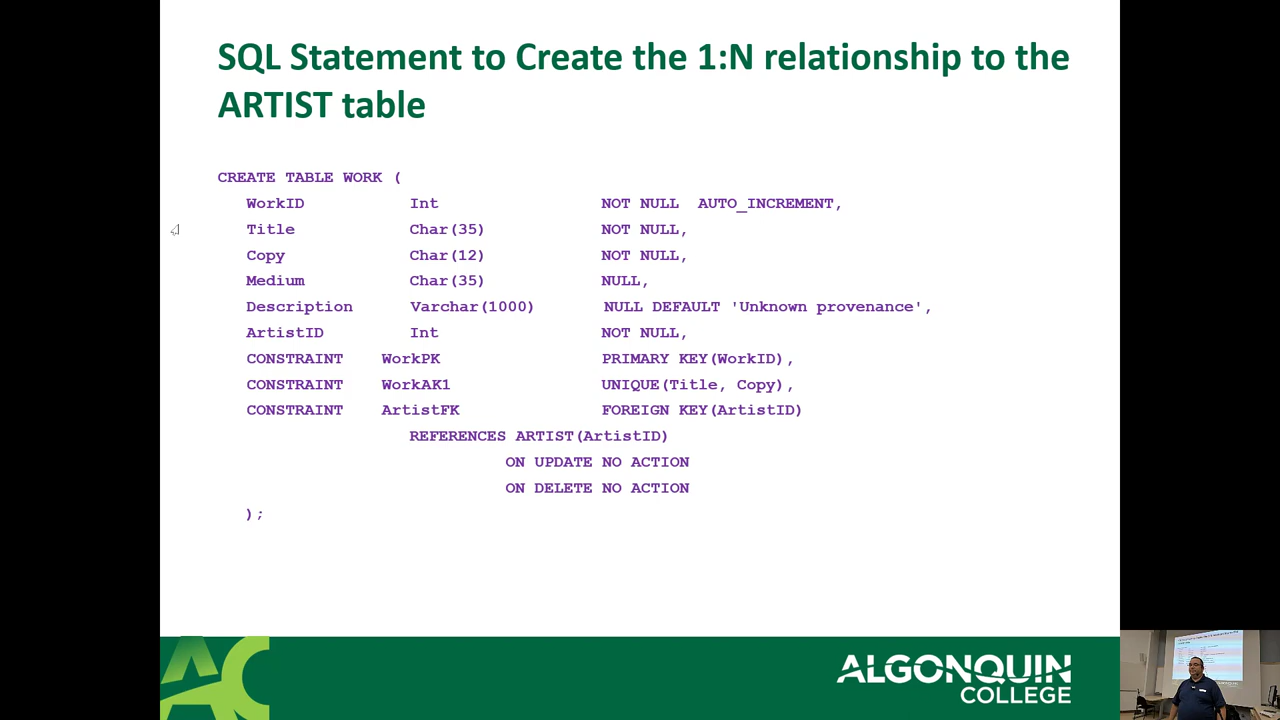 SQL Statement to Create the 1:N relationship to the
ARTIST table
CREATE TABLE WORK (
WorkID Int NOT NULL AUTO_INCREMENT,
Title Char(35) NOT NULL,
Copy Char(12) NOT NULL,
Medium Char(35) NULL,
Description Varchar(1000) NULL DEFAULT 'Unknown provenance',
ArtistID Int NOT NULL,
CONSTRAINT WorkPK PRIMARY KEY(WorkID),
CONSTRAINT WorkAK1 UNIQUE(Title, Copy),
CONSTRAINT ArtistFK FOREIGN KEY(ArtistID)
REFERENCES ARTIST(ArtistID)
ON UPDATE NO ACTION
ON DELETE NO ACTION
);
AC
ALGONQUIN
COLLEGE